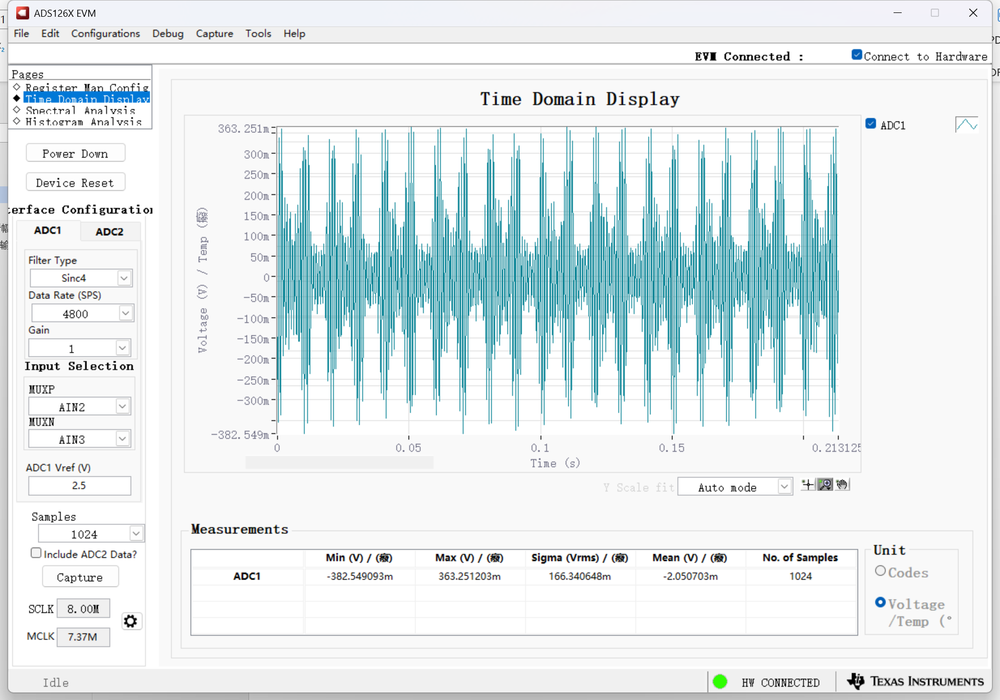 ADS126X EVM
File Edit Configurations Debug Capture Tools Help
EVM Connected : Connect to Hardware
Pages
Register Map Config
Time Domain Display
Spectral Analysis
Histogram Analysis
Power Down
Device Reset
terface Configuration
ADC1 ADC2
Filter Type
Sinc4
Data Rate (SPS)
4800
Gain
1
Input Selection
MUXP
AIN2
MUXN
AIN3
ADC1 Vref (V)
2.5
Samples
1024
Include ADC2 Data?
Capture
SCLK 8.00M
MCLK 7.37M
Time Domain Display
ADC1
363.251m
300m
250m
200m
150m
100m
50m
0
-50m
-100m
-150m
-200m
-250m
-300m
-382.549m
Voltage (V) / Temp (癈)
0 0.05 0.1 0.15 0.213125
Time (s)
Y Scale fit Auto mode
Measurements
Min (V) / (癈) Max (V) / (癈) Sigma (Vrms) / (癈) Mean (V) / (癈) No. of Samples
ADC1 -382.549093m 363.251203m 166.340648m -2.050703m 1024
Unit
Codes
Voltage
/Temp (°
Idle
HW CONNECTED
TEXAS INSTRUMENTS